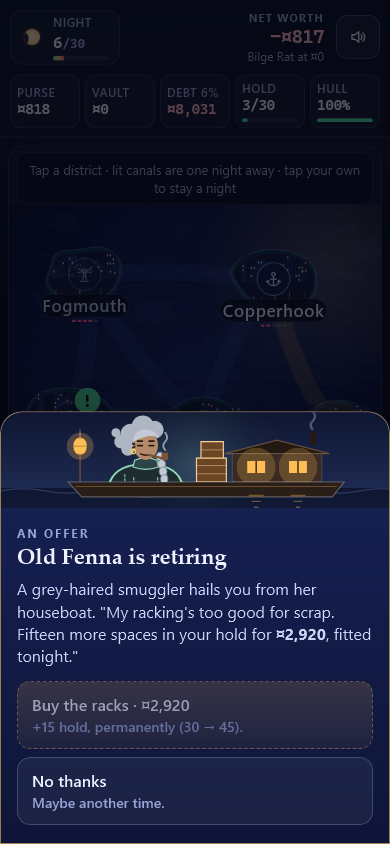 NIGHT
6/30
NET WORTH
−¤817
Bilge Rat at ¤0
PURSE
¤818
VAULT
¤0
DEBT 6%
¤8,031
HOLD
3/30
HULL
100%
Tap a district · lit canals are one night away · tap your own
to stay a night
Fogmouth
Copperhook
!
AN OFFER
Old Fenna is retiring
A grey-haired smuggler hails you from her
houseboat. "My racking's too good for scrap.
Fifteen more spaces in your hold for ¤2,920, fitted
tonight."
Buy the racks · ¤2,920
+15 hold, permanently (30 → 45).
No thanks
Maybe another time.